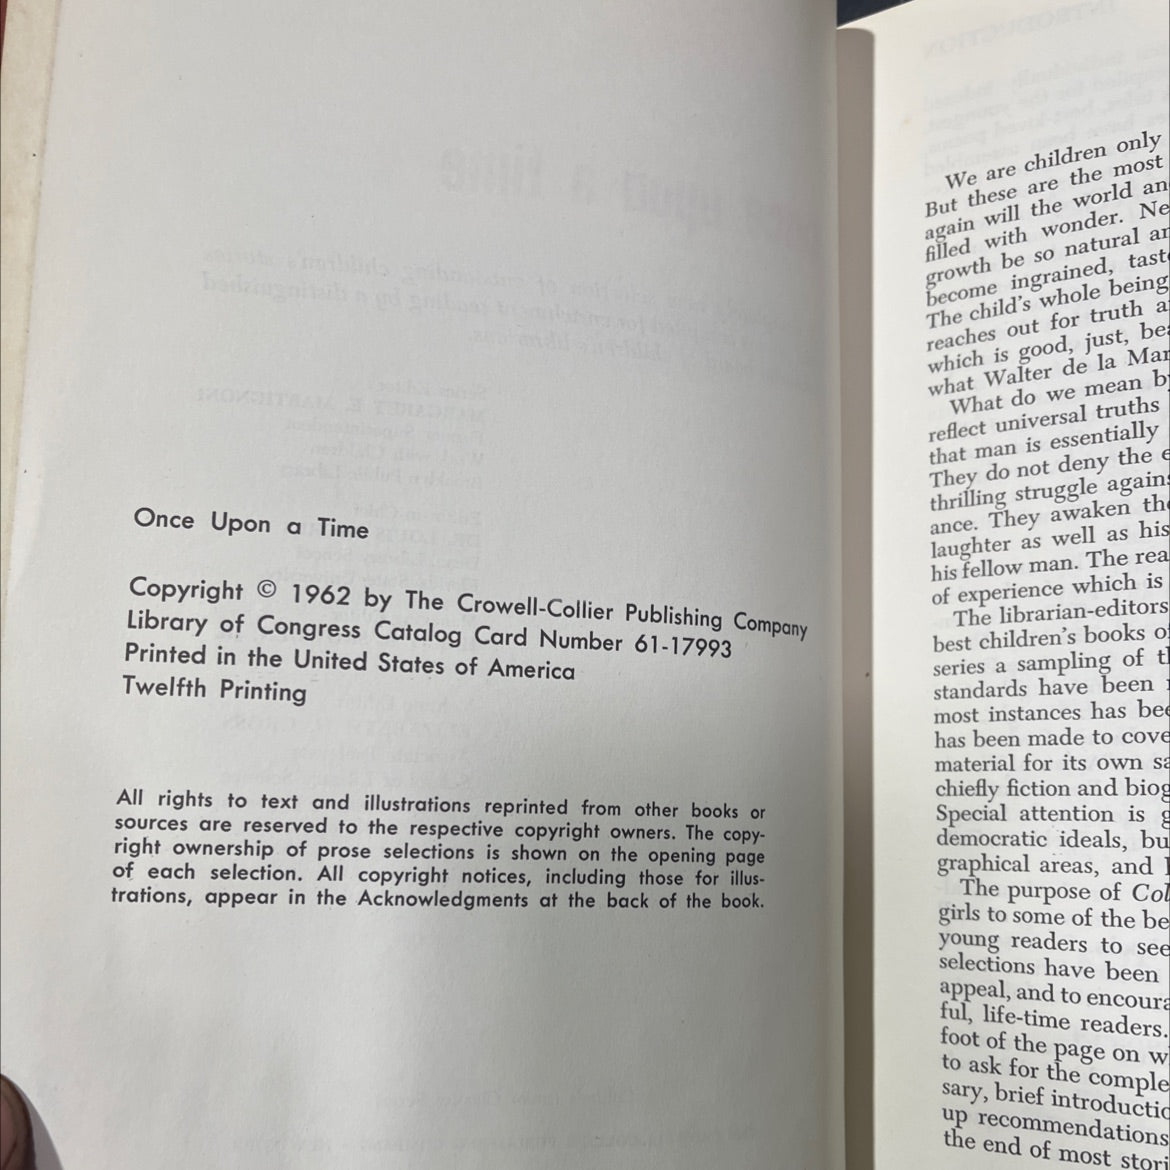 Once Upon a Time
Copyright © 1962 by The Crowell-Collier Publishing Company
Library of Congress Catalog Card Number 61-17993
Printed in the United States of America
Twelfth Printing
All rights to text and illustrations reprinted from other books or
sources are reserved to the respective copyright owners. The copy-
right ownership of prose selections is shown on the opening page
of each selection. All copyright notices, including those for illus-
trations, appear in the Acknowledgments at the back of the book.
We are children only
But these are the most
again will the world an
filled with wonder. Ne
growth be so natural an
become ingrained, tast
The child's whole being
reaches out for truth a
which is good, just, bea
what Walter de la Mar
What do we mean by
reflect universal truths
that man is essentially
They do not deny the e
thrilling struggle agains
ance. They awaken the
laughter as well as his
his fellow man. The rea
of experience which is
The librarian-editors
best children's books of
series a sampling of th
standards have been
most instances has bee
has been made to cove
material for its own sa
chiefly fiction and biog
Special attention is g
democratic ideals, bu
graphical areas, and
The purpose of Col
girls to some of the be
young readers to see
selections have been
appeal, and to encoura
ful, life-time readers.
foot of the page on w
to ask for the comple
sary, brief introductio
up recommendations
the end of most stori